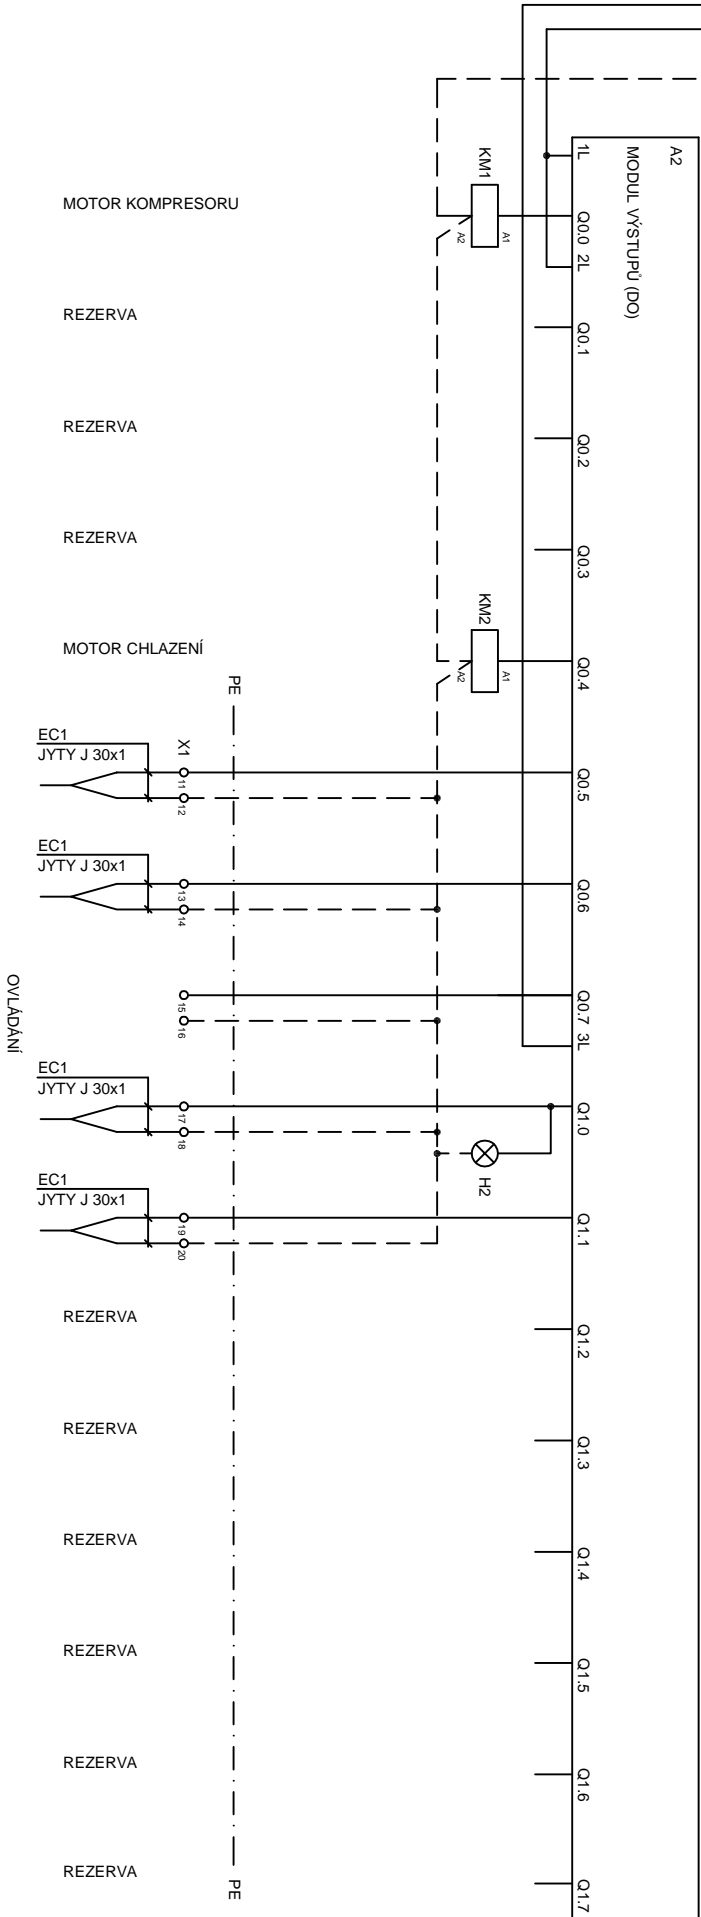 A2
MODUL VÝSTUPŮ (DO)
1L
KM1
MOTOR KOMPRESORU
Q0.0
A1
A2
2L
REZERVA
Q0.1
REZERVA
Q0.2
REZERVA
Q0.3
KM2
MOTOR CHLAZENÍ
Q0.4
A1
A2
PE
EC1
JYTY J 30x1
X1
11
12
Q0.5
EC1
JYTY J 30x1
13
14
Q0.6
15
16
Q0.7
3L
OVLÁDÁNÍ
EC1
JYTY J 30x1
17
18
Q1.0
H2
EC1
JYTY J 30x1
19
20
Q1.1
REZERVA
Q1.2
REZERVA
Q1.3
REZERVA
Q1.4
REZERVA
Q1.5
REZERVA
Q1.6
REZERVA
PE
Q1.7